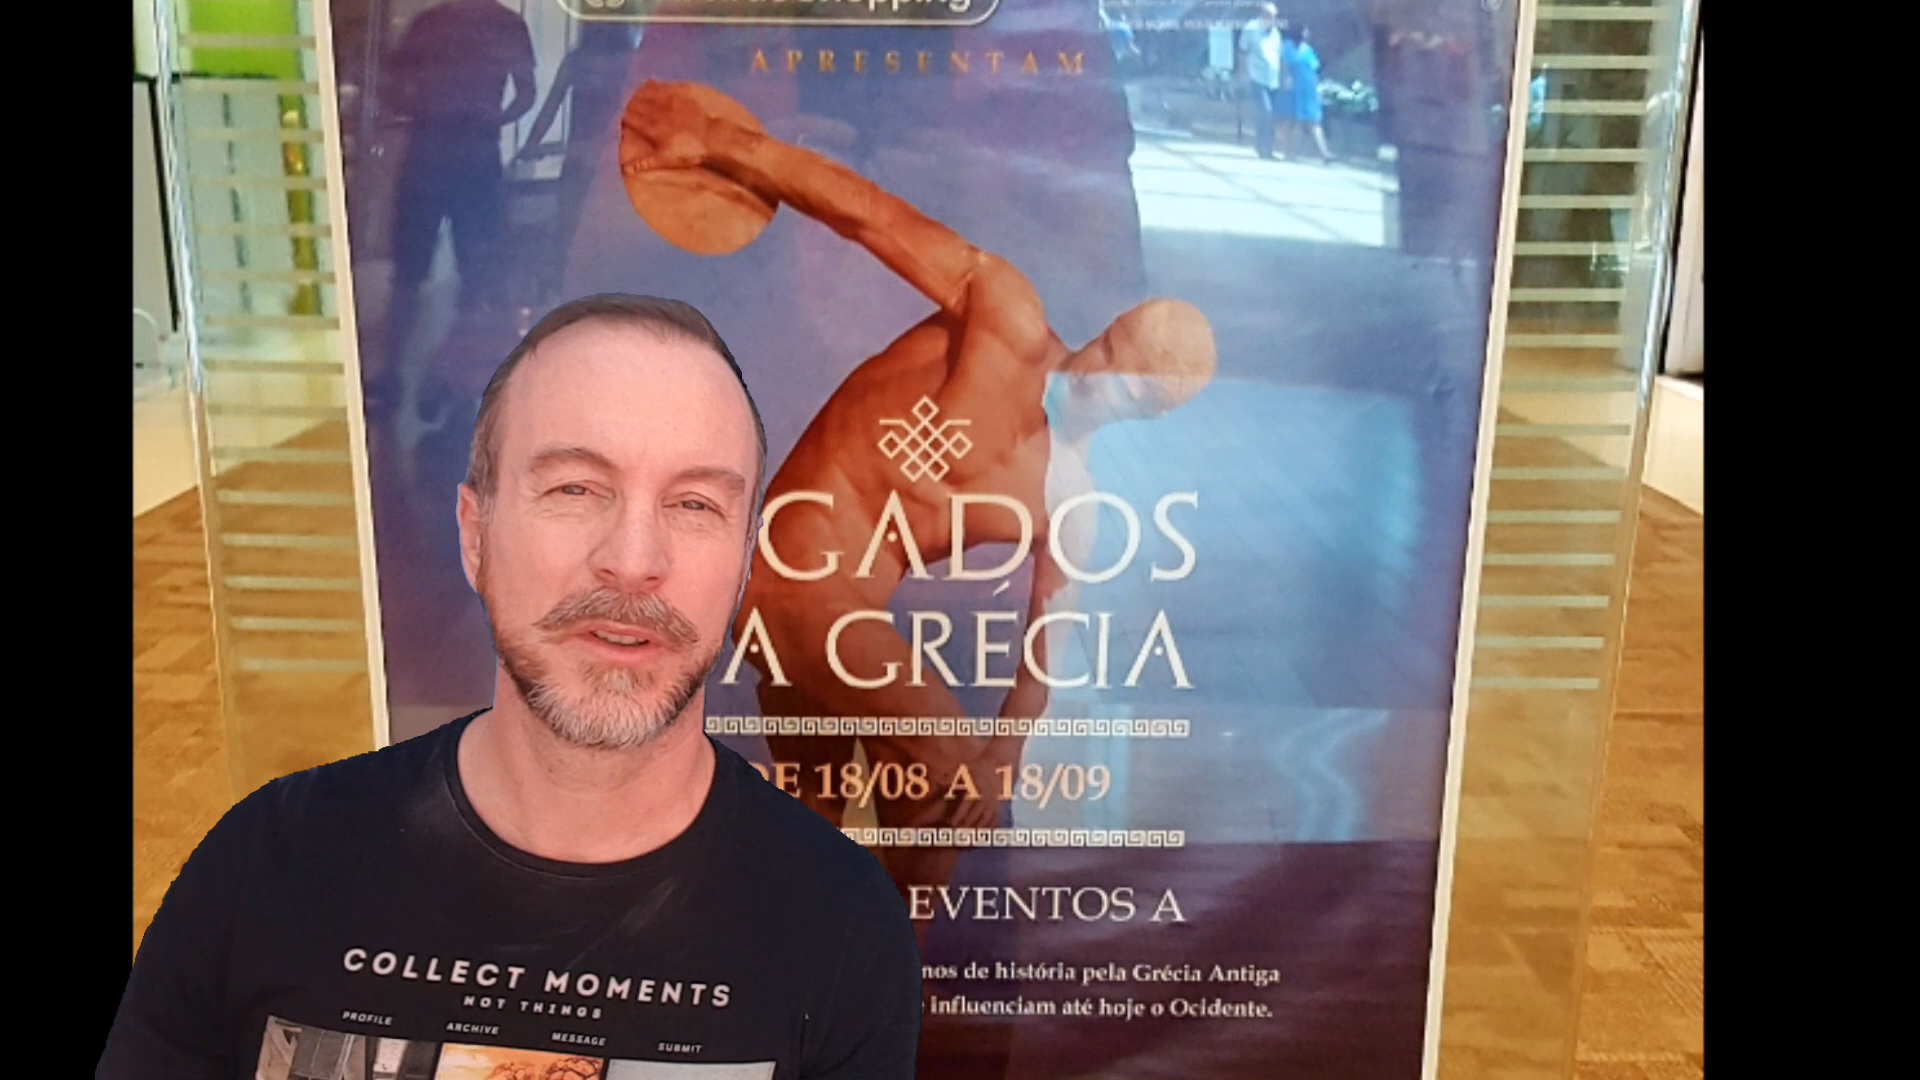 Shopping
APRESENTAM
GADOS
A GRÉCIA
DE 18/08 A 18/09
EVENTOS A
nos de história pela Grécia Antiga
influenciam até hoje o Ocidente.
COLLECT MOMENTS
NOT THINGS
PROFILE ARCHIVE MESSAGE SUBMIT